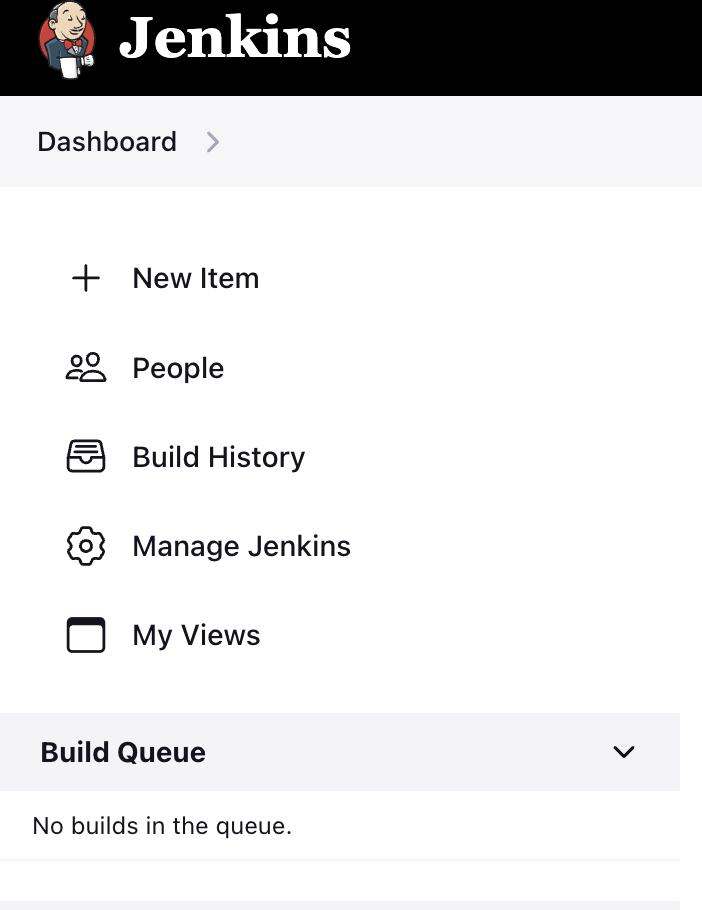 Jenkins
Dashboard
New Item
People
Build History
Manage Jenkins
My Views
Build Queue
No builds in the queue.